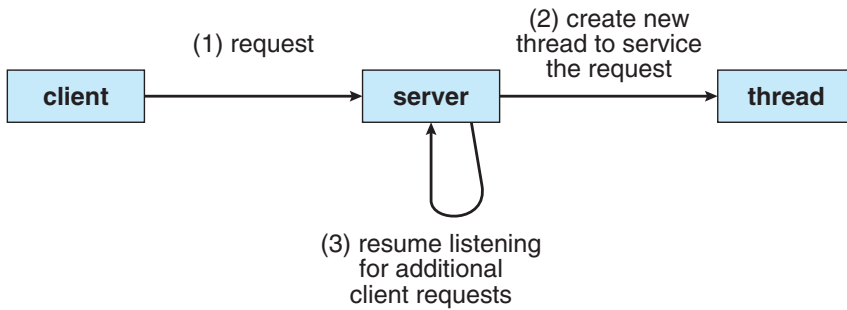 (1) request
(2) create new
thread to service
the request
client
server
thread
(3) resume listening
for additional
client requests